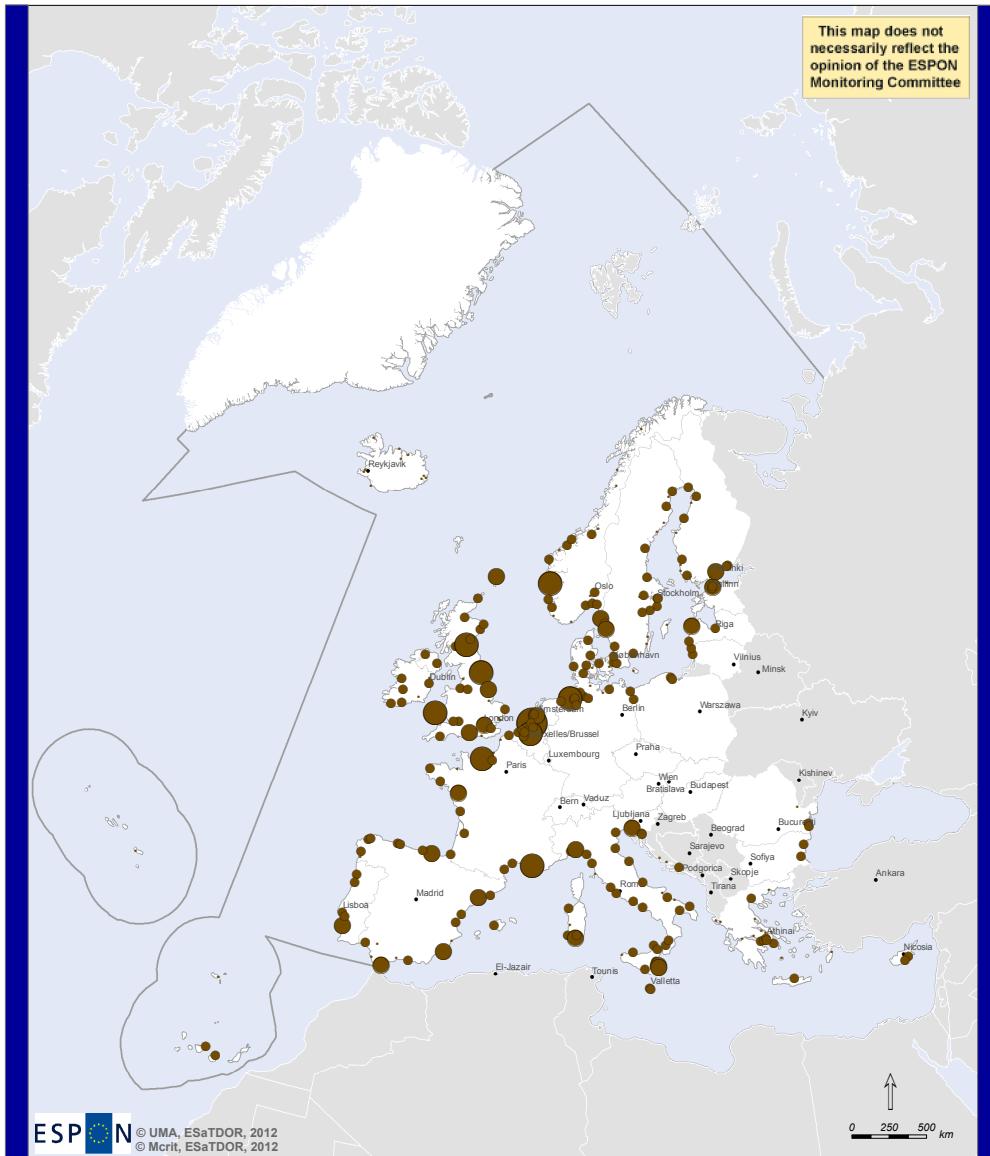 This map does not
necessarily reflect the
opinion of the ESPON
Monitoring Committee
Reykjavik
Oslo
Stockholm
Riga
København
Vilnius
Minsk
Dublin
London
Amsterdam
Berlin
Warszawa
Kyiv
Luxembourg
Praha
Paris
Kishinev
Wien
Bratislava
Budapest
Bern
Vaduz
Ljubljana
Zagreb
Beograd
Bucuresti
Sarajevo
Sofiya
Podgorica
Skopje
Tirana
Ankara
Madrid
Lisboa
Athinai
Nicosia
El-Jazair
Tounis
Valletta
ESPON
© UMA, ESaTDOR, 2012
© Mcrit, ESaTDOR, 2012
0 250 500 km